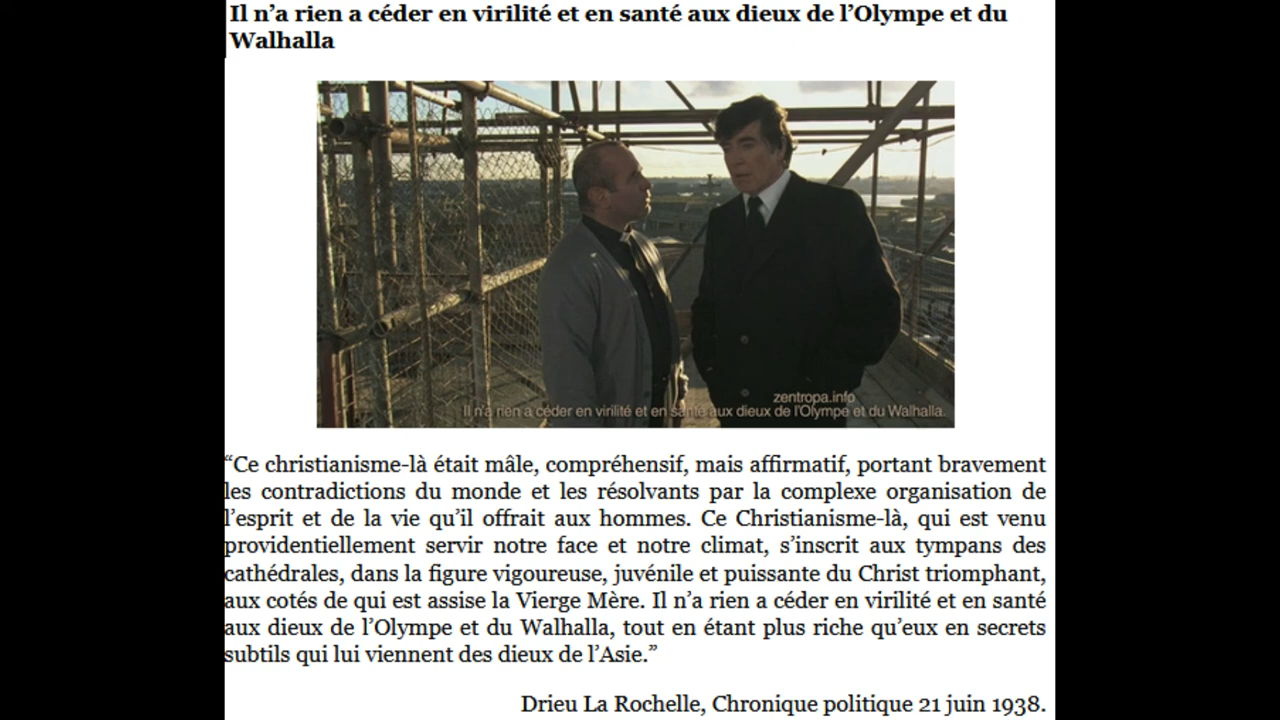 Il n’a rien a céder en virilité et en santé aux dieux de l’Olympe et du
Walhalla
zentropa.info
Il n'a rien a céder en virilité et en santé aux dieux de l'Olympe et du Walhalla.
“Ce christianisme-là était mâle, compréhensif, mais affirmatif, portant bravement
les contradictions du monde et les résolvants par la complexe organisation de
l’esprit et de la vie qu’il offrait aux hommes. Ce Christianisme-là, qui est venu
providentiellement servir notre face et notre climat, s’inscrit aux tympans des
cathédrales, dans la figure vigoureuse, juvénile et puissante du Christ triomphant,
aux cotés de qui est assise la Vierge Mère. Il n’a rien a céder en virilité et en santé
aux dieux de l’Olympe et du Walhalla, tout en étant plus riche qu’eux en secrets
subtils qui lui viennent des dieux de l’Asie.”
Drieu La Rochelle, Chronique politique 21 juin 1938.